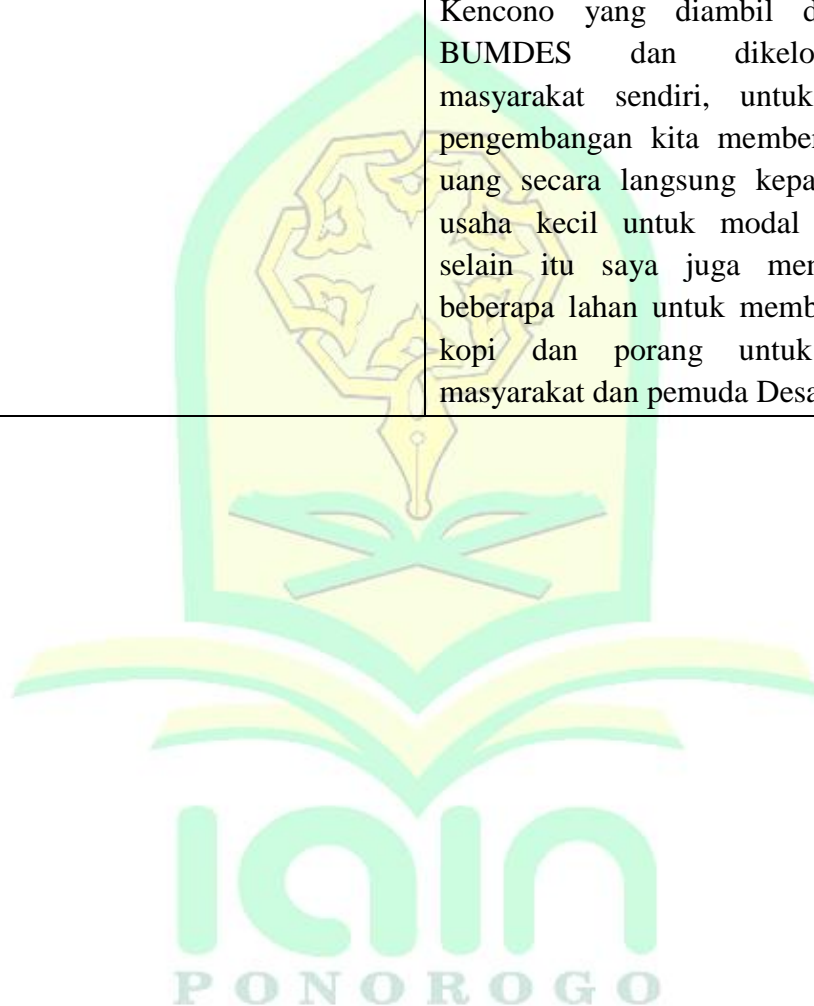 Kencono yang diambil
BUMDES dan
masyarakat sendiri, untuk
pengembangan kita
uang secara langsung
usaha kecil untuk modal
selain itu saya juga
beberapa lahan untuk
kopi dan porang untuk
masyarakat dan pemuda Desa
iain
PONOROGO